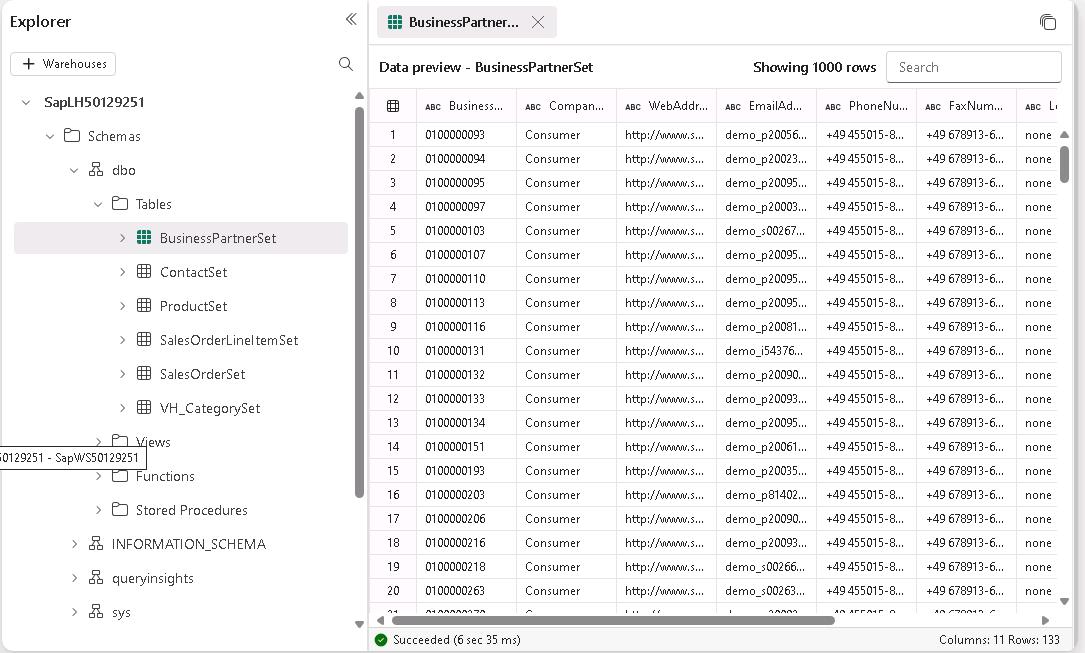 Explorer
+ Warehouses
SapLH50129251
Schemas
dbo
Tables
BusinessPartnerSet
ContactSet
ProductSet
SalesOrderLineItemSet
SalesOrderSet
VH_CategorySet
Views
50129251 - SapWS50129251
Functions
Stored Procedures
INFORMATION_SCHEMA
queryinsights
sys
BusinessPartner...
Data preview - BusinessPartnerSet Showing 1000 rows Search
ABC Business... ABC Compan... ABC WebAddr... ABC EmailAd... ABC PhoneNu... ABC FaxNum... ABC
1 0100000093 Consumer http://www.s... demo_p20056... +49 455015-8... +49 678913-6... none
2 0100000094 Consumer http://www.s... demo_p20023... +49 455015-8... +49 678913-6... none
3 0100000095 Consumer http://www.s... demo_p20095... +49 455015-8... +49 678913-6... none
4 0100000097 Consumer http://www.s... demo_p20003... +49 455015-8... +49 678913-6... none
5 0100000103 Consumer http://www.s... demo_s00267... +49 455015-8... +49 678913-6... none
6 0100000107 Consumer http://www.s... demo_p20095... +49 455015-8... +49 678913-6... none
7 0100000110 Consumer http://www.s... demo_p20095... +49 455015-8... +49 678913-6... none
8 0100000113 Consumer http://www.s... demo_p20095... +49 455015-8... +49 678913-6... none
9 0100000116 Consumer http://www.s... demo_p20081... +49 455015-8... +49 678913-6... none
10 0100000131 Consumer http://www.s... demo_i54376... +49 455015-8... +49 678913-6... none
11 0100000132 Consumer http://www.s... demo_p20090... +49 455015-8... +49 678913-6... none
12 0100000133 Consumer http://www.s... demo_p20093... +49 455015-8... +49 678913-6... none
13 0100000134 Consumer http://www.s... demo_p20095... +49 455015-8... +49 678913-6... none
14 0100000151 Consumer http://www.s... demo_p20061... +49 455015-8... +49 678913-6... none
15 0100000193 Consumer http://www.s... demo_p20035... +49 455015-8... +49 678913-6... none
16 0100000203 Consumer http://www.s... demo_p81402... +49 455015-8... +49 678913-6... none
17 0100000206 Consumer http://www.s... demo_p20090... +49 455015-8... +49 678913-6... none
18 0100000216 Consumer http://www.s... demo_p20093... +49 455015-8... +49 678913-6... none
19 0100000218 Consumer http://www.s... demo_s00266... +49 455015-8... +49 678913-6... none
20 0100000263 Consumer http://www.s... demo_s00263... +49 455015-8... +49 678913-6... none
Succeeded (6 sec 35 ms) Columns: 11 Rows: 133